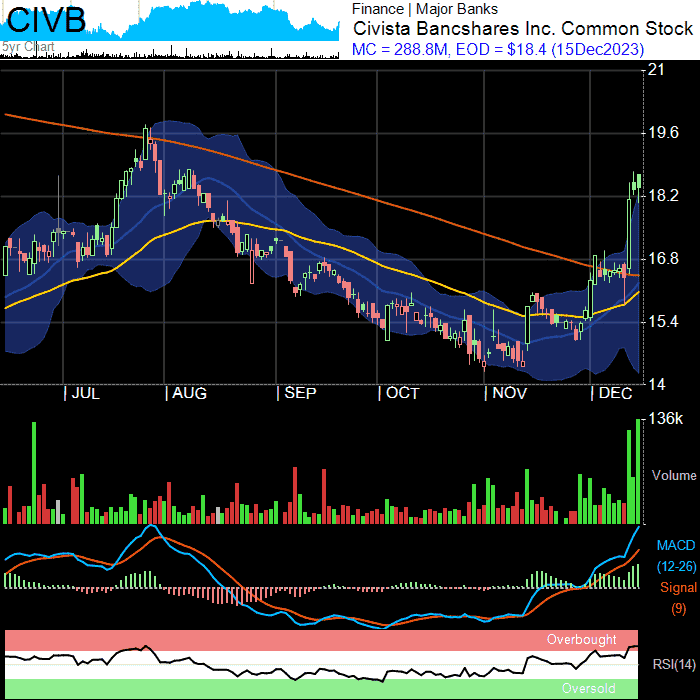 CIVB
5yr Chart
Finance | Major Banks
Civista Bancshares Inc. Common Stock
MC = 288.8M, EOD = $18.4 (15Dec2023)
21
19.6
18.2
16.8
15.4
14
| JUL | AUG | SEP | OCT | NOV | DEC
136k
Volume
MACD
(12-26)
Signal
(9)
Overbought
RSI(14)
Oversold